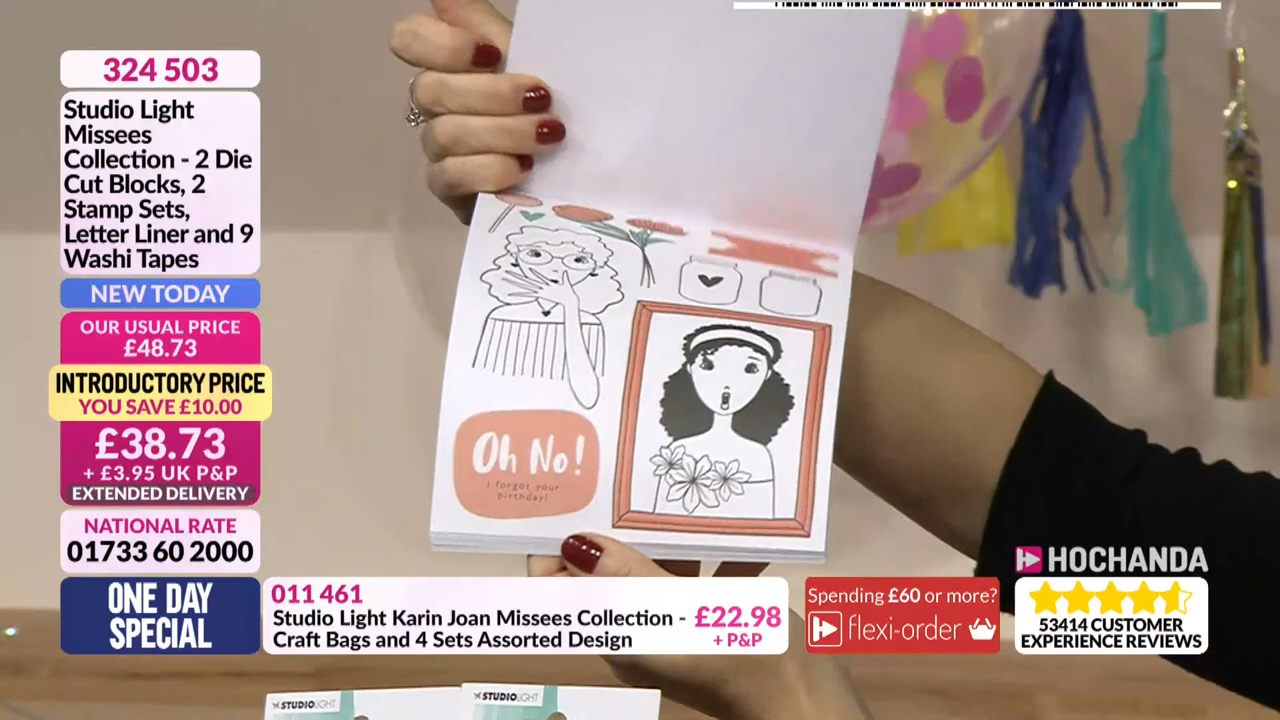 324 503
Studio Light
Missees
Collection - 2 Die
Cut Blocks, 2
Stamp Sets,
Letter Liner and 9
Washi Tapes
NEW TODAY
OUR USUAL PRICE
£48.73
INTRODUCTORY PRICE
YOU SAVE £10.00
£38.73
+ £3.95 UK P&P
EXTENDED DELIVERY
NATIONAL RATE
01733 60 2000
Oh No!
i forgot your
birthday!
HOCHANDA
ONE DAY
SPECIAL
011 461
Studio Light Karin Joan Missees Collection -
Craft Bags and 4 Sets Assorted Design
£22.98
+ P&P
Spending £60 or more?
flexi-order
53414 CUSTOMER
EXPERIENCE REVIEWS
STUDIOLIGHT
STUDIOLIGHT